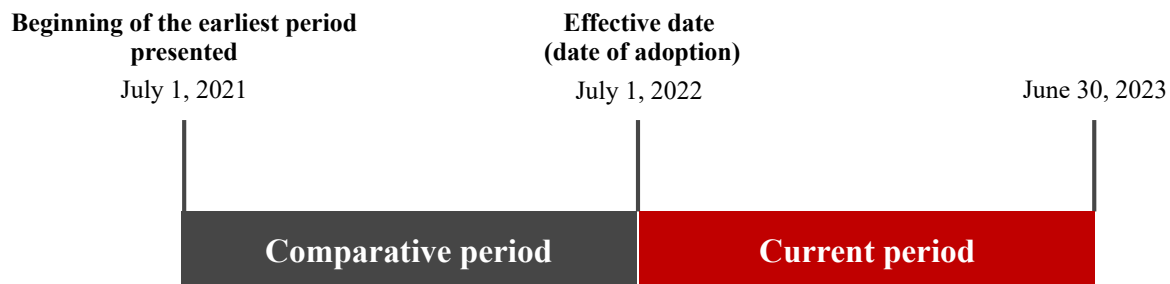 Beginning of the earliest period
presented
July 1, 2021
Effective date
(date of adoption)
July 1, 2022
June 30, 2023
Comparative period
Current period